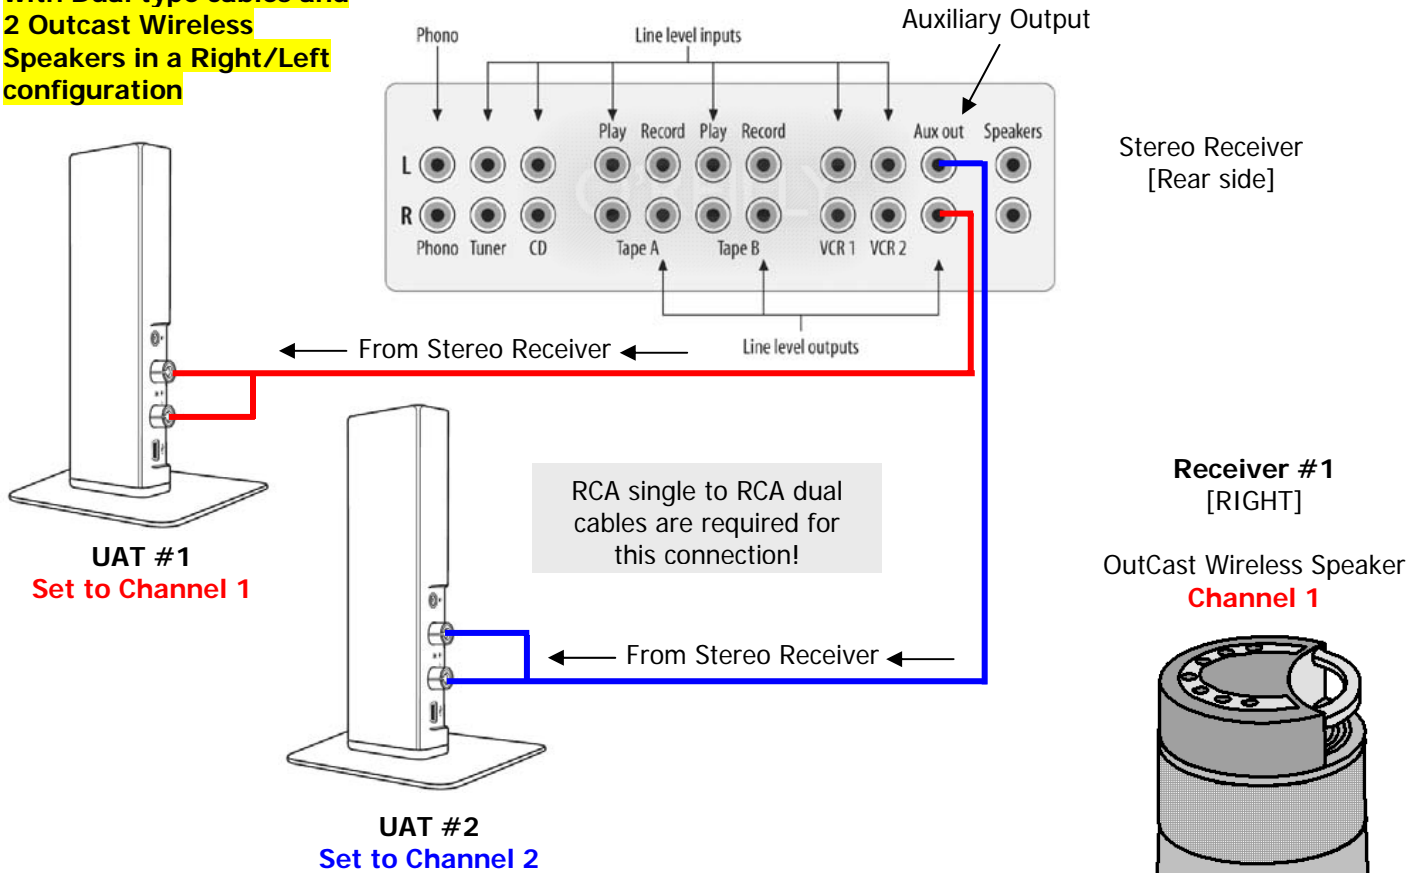 with Dual type cables and
2 Outcast Wireless
Speakers in a Right/Left
configuration
Auxiliary Output
Phono
Line level inputs
Play Record Play Record
Aux out Speakers
L
R
Phono Tuner CD Tape A Tape B VCR 1 VCR 2
O'REILLY
Stereo Receiver
[Rear side]
From Stereo Receiver
Line level outputs
RCA single to RCA dual
cables are required for
this connection!
Receiver #1
[RIGHT]
UAT #1
Set to Channel 1
OutCast Wireless Speaker
Channel 1
From Stereo Receiver
UAT #2
Set to Channel 2